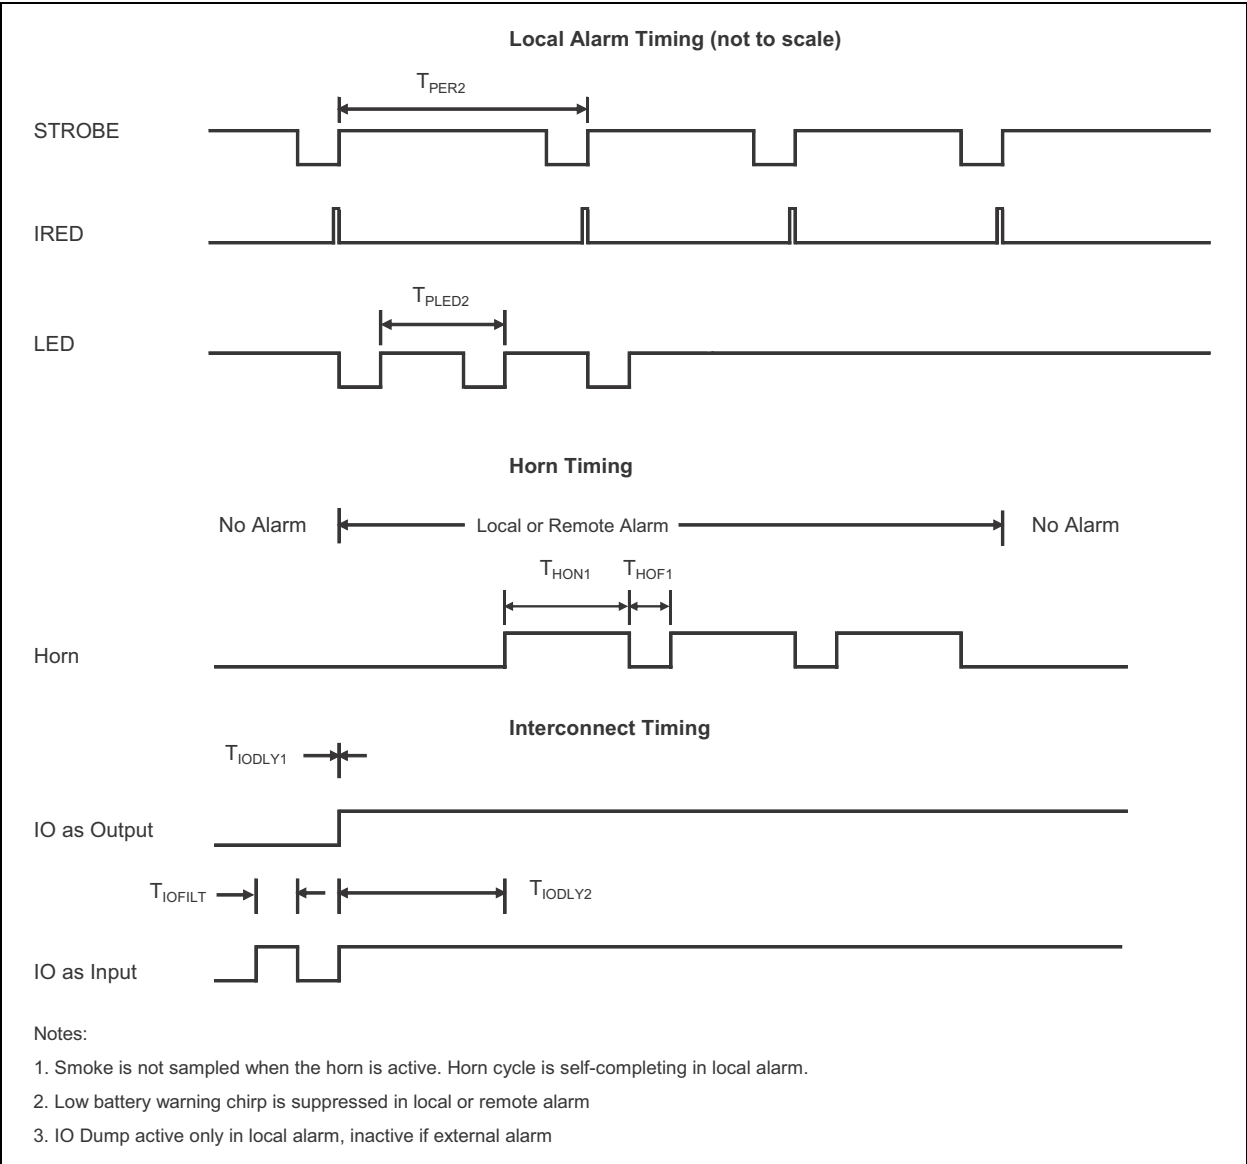 Local Alarm Timing (not to scale)
TPER2
STROBE
IRED
TPLED2
LED
Horn Timing
No Alarm Local or Remote Alarm No Alarm
THON1 THOF1
Horn
Interconnect Timing
TIODLY1
IO as Output
TIOFILT TIODLY2
IO as Input
Notes:
1. Smoke is not sampled when the horn is active. Horn cycle is self-completing in local alarm.
2. Low battery warning chirp is suppressed in local or remote alarm
3. IO Dump active only in local alarm, inactive if external alarm